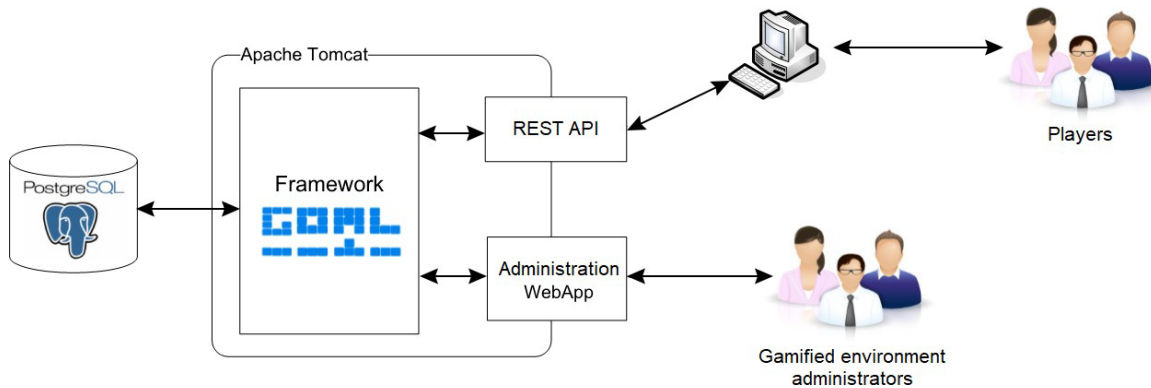 Apache Tomcat
PostgreSQL
Framework
GOAL
REST API
Administration
WebApp
Players
Gamified environment
administrators